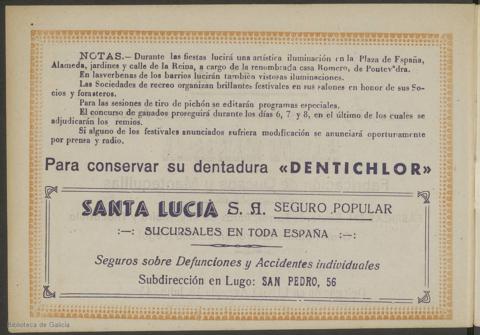 NOTAS.— Durante las fiestas lucirá una artística iluminación en la Plaza de España,
Alameda, jardines y calle de la Reina, a cargo de la renombrada casa Romero, de Pontev dra.
En lasverbenas de los barrios lucirán también vistosas iluminaciones.
Las Sociedades de recreo organizan brillantes festivales en sus salones en honor de sus So-
cios y forasteros.
Para las sesiones de tiro de pichón se editarán programas especiales.
El concurso de ganados proseguirá durante los días 6, 7 y 8, en el último de los cuales se
adjudicarán los remios.
Si alguno de los festivales anunciados sufriera modificación se anunciará oportunamente
por prensa y radio.
Para conservar su dentadura «DENTICHLOR»
SANTA LUCIA S. A. SEGURO POPULAR
:—: SUCURSALES EN TODA ESPAÑA :—:
Seguros sobre Defunciones y Accidentes individuales
Subdirección en Lugo: SAN PEDRO, 56
Biblioteca de Galicia